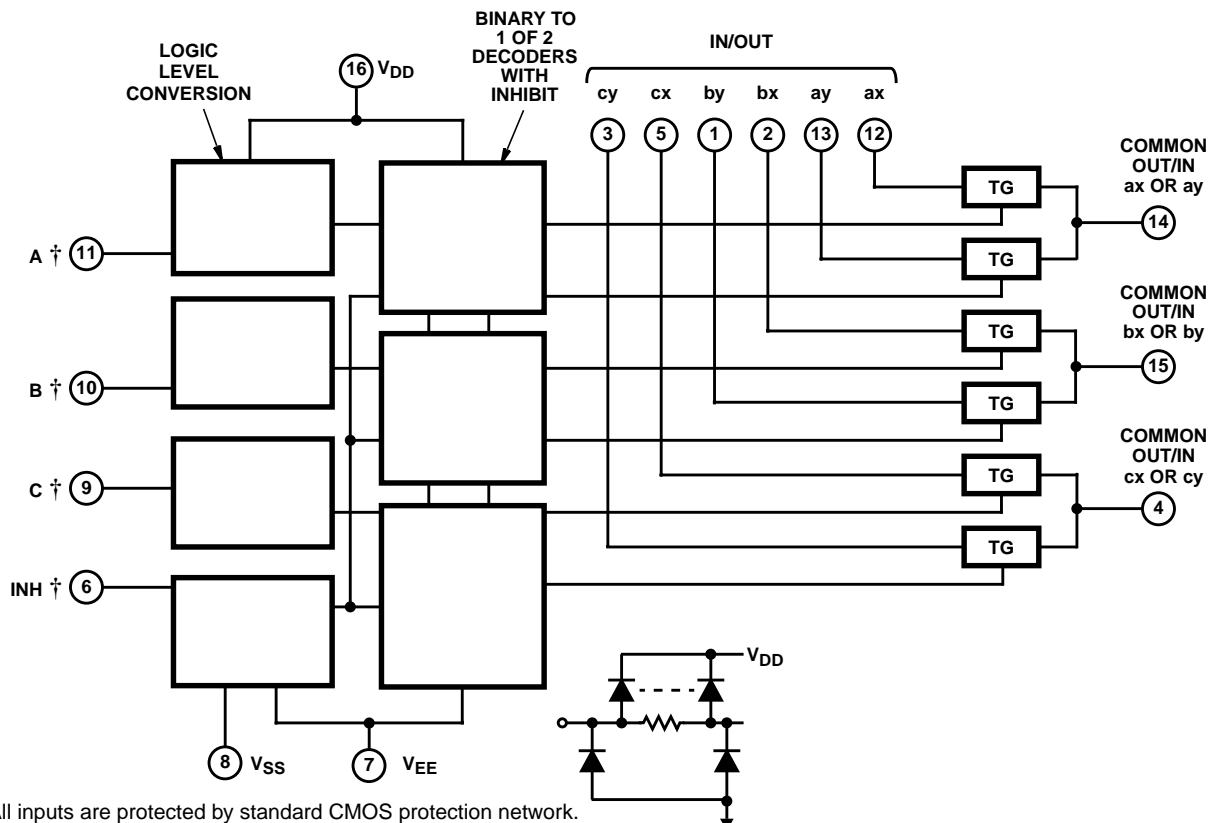 LOGIC
LEVEL
CONVERSION
16 VDD
BINARY TO
1 OF 2
DECODERS
WITH
INHIBIT
IN/OUT
cy cx by bx ay ax
3 5 1 2 13 12
TG
TG
TG
TG
TG
TG
COMMON
OUT/IN
ax OR ay
14
COMMON
OUT/IN
bx OR by
15
COMMON
OUT/IN
cx OR cy
4
A † 11
B † 10
C † 9
INH † 6
8 VSS
7 VEE
VDD
All inputs are protected by standard CMOS protection network.